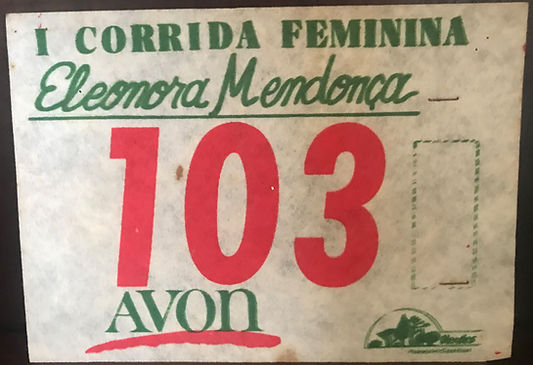 I CORRIDA FEMININA
Eleonora Mendonça
103
AVON